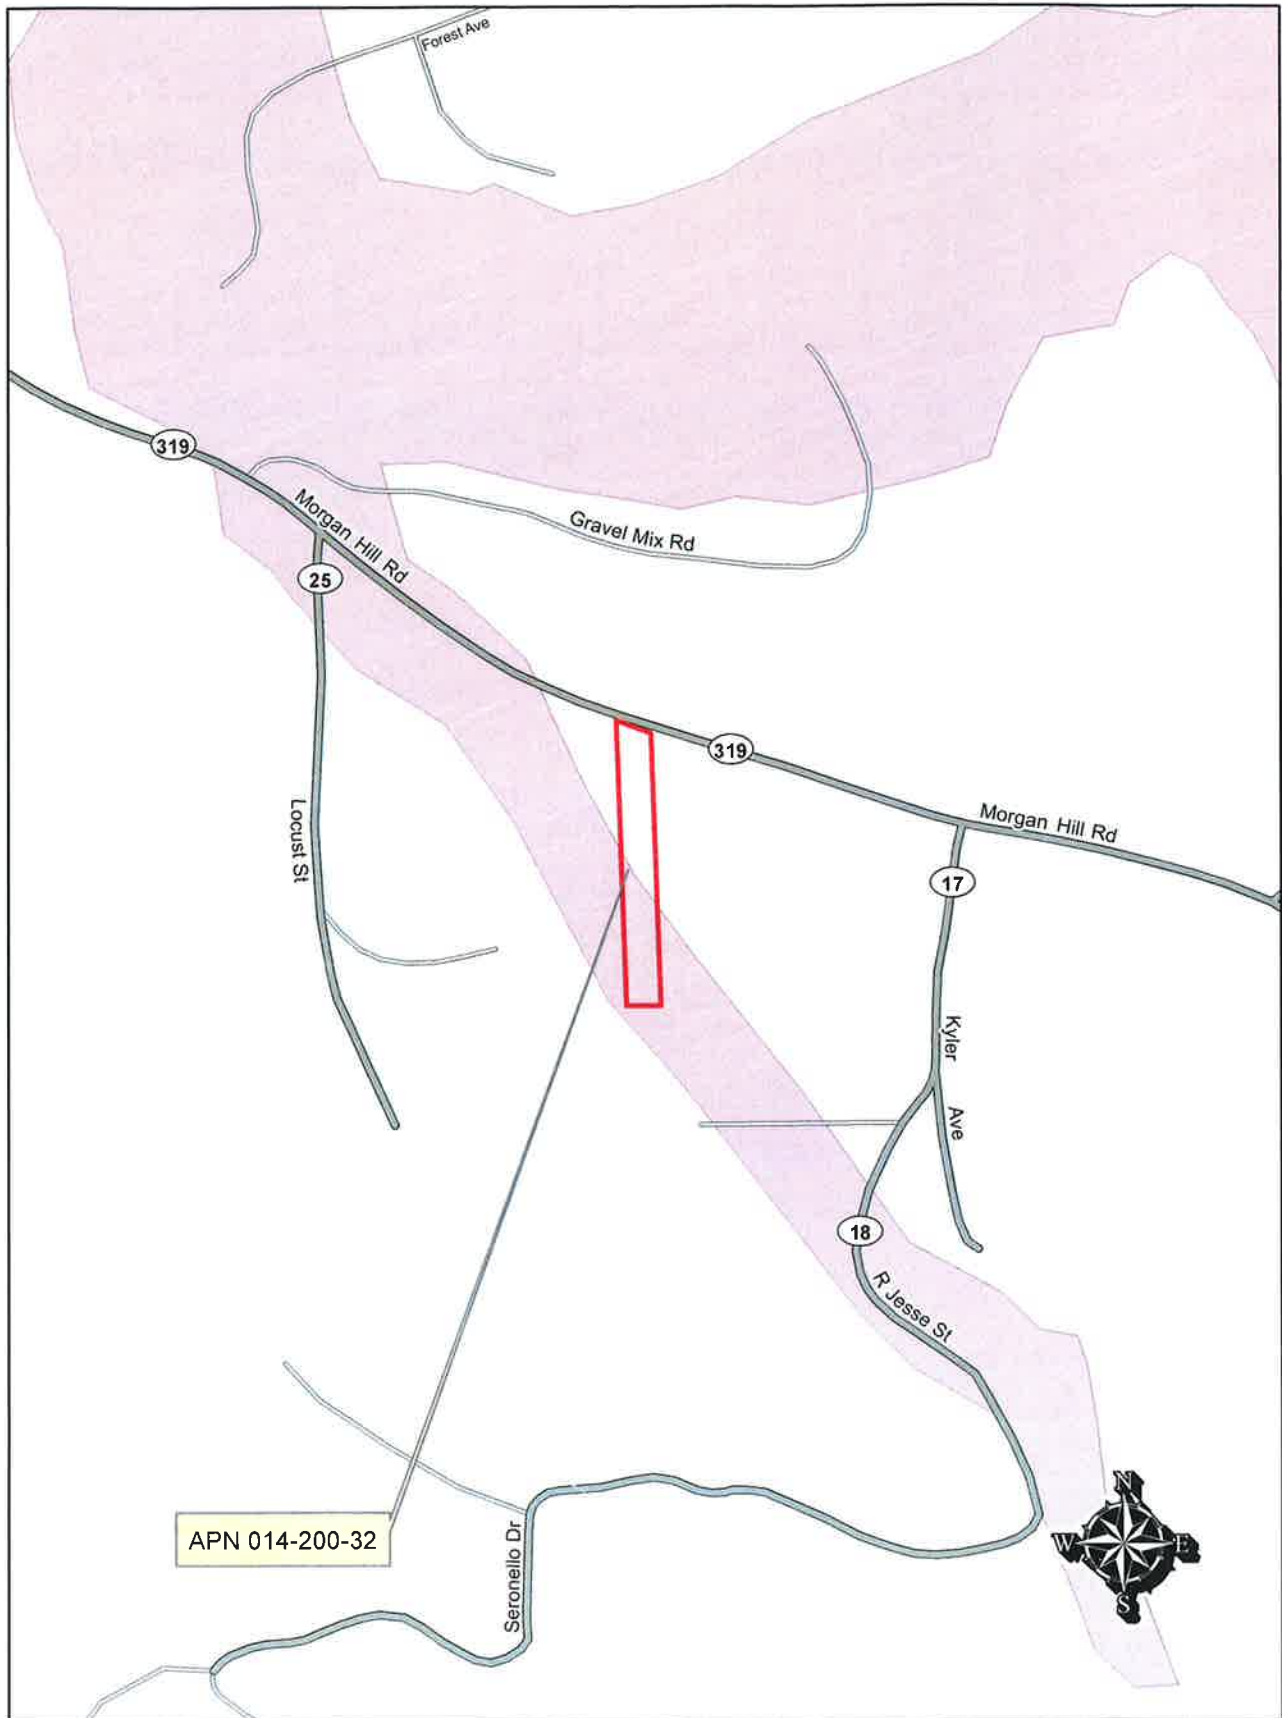 Forest Ave
319
Morgan Hill Rd
Gravel Mix Rd
25
Locust St
319
Morgan Hill Rd
17
Kyler
Ave
18
R Jesse St
APN 014-200-32
Seronello Dr
N
W
E
S